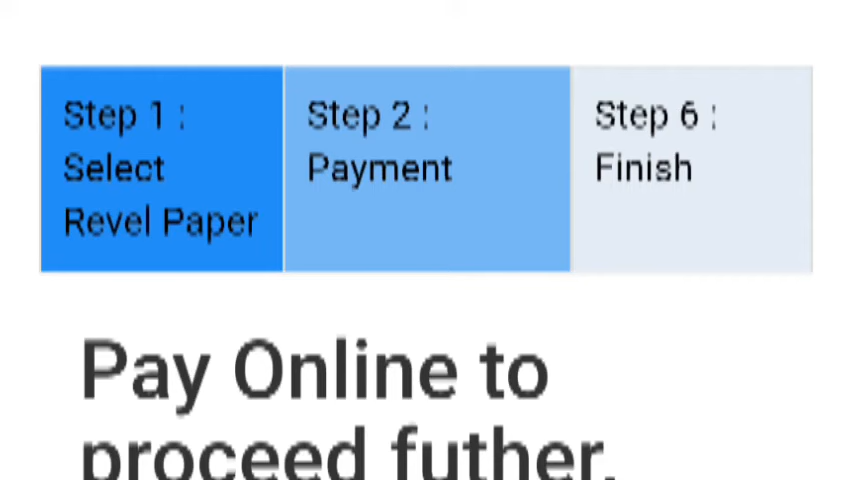 Step 1 :
Select
Revel Paper
Step 2 :
Payment
Step 6 :
Finish
Pay Online to
proceed futher.